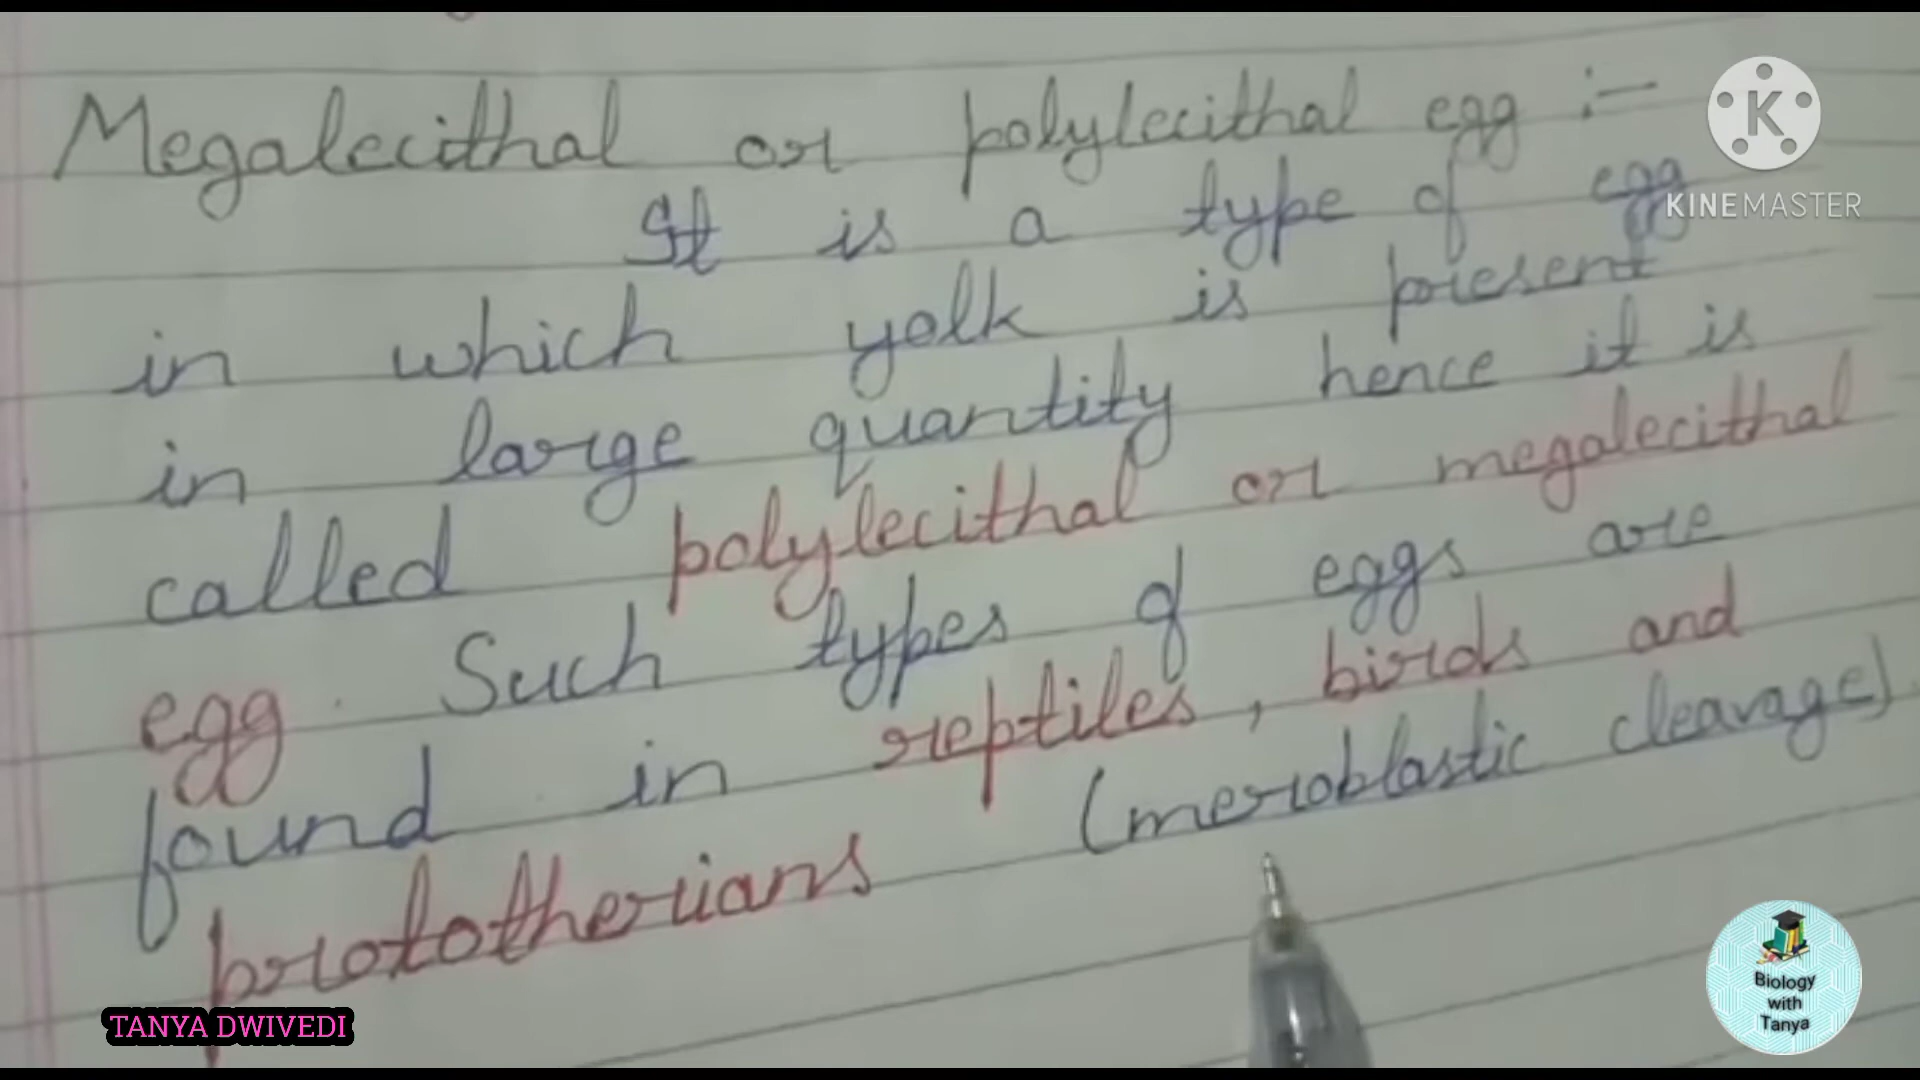 Megalecithal or polylecithal egg :-
It is a type of egg
in which yolk is present
in large quantity hence it is
called polylecithal or megalecithal
egg. Such types of eggs are
found in reptiles, birds and
prototherians (meroblastic cleavage)
K
KINEMASTER
TANYA DWIVEDI
Biology
with
Tanya